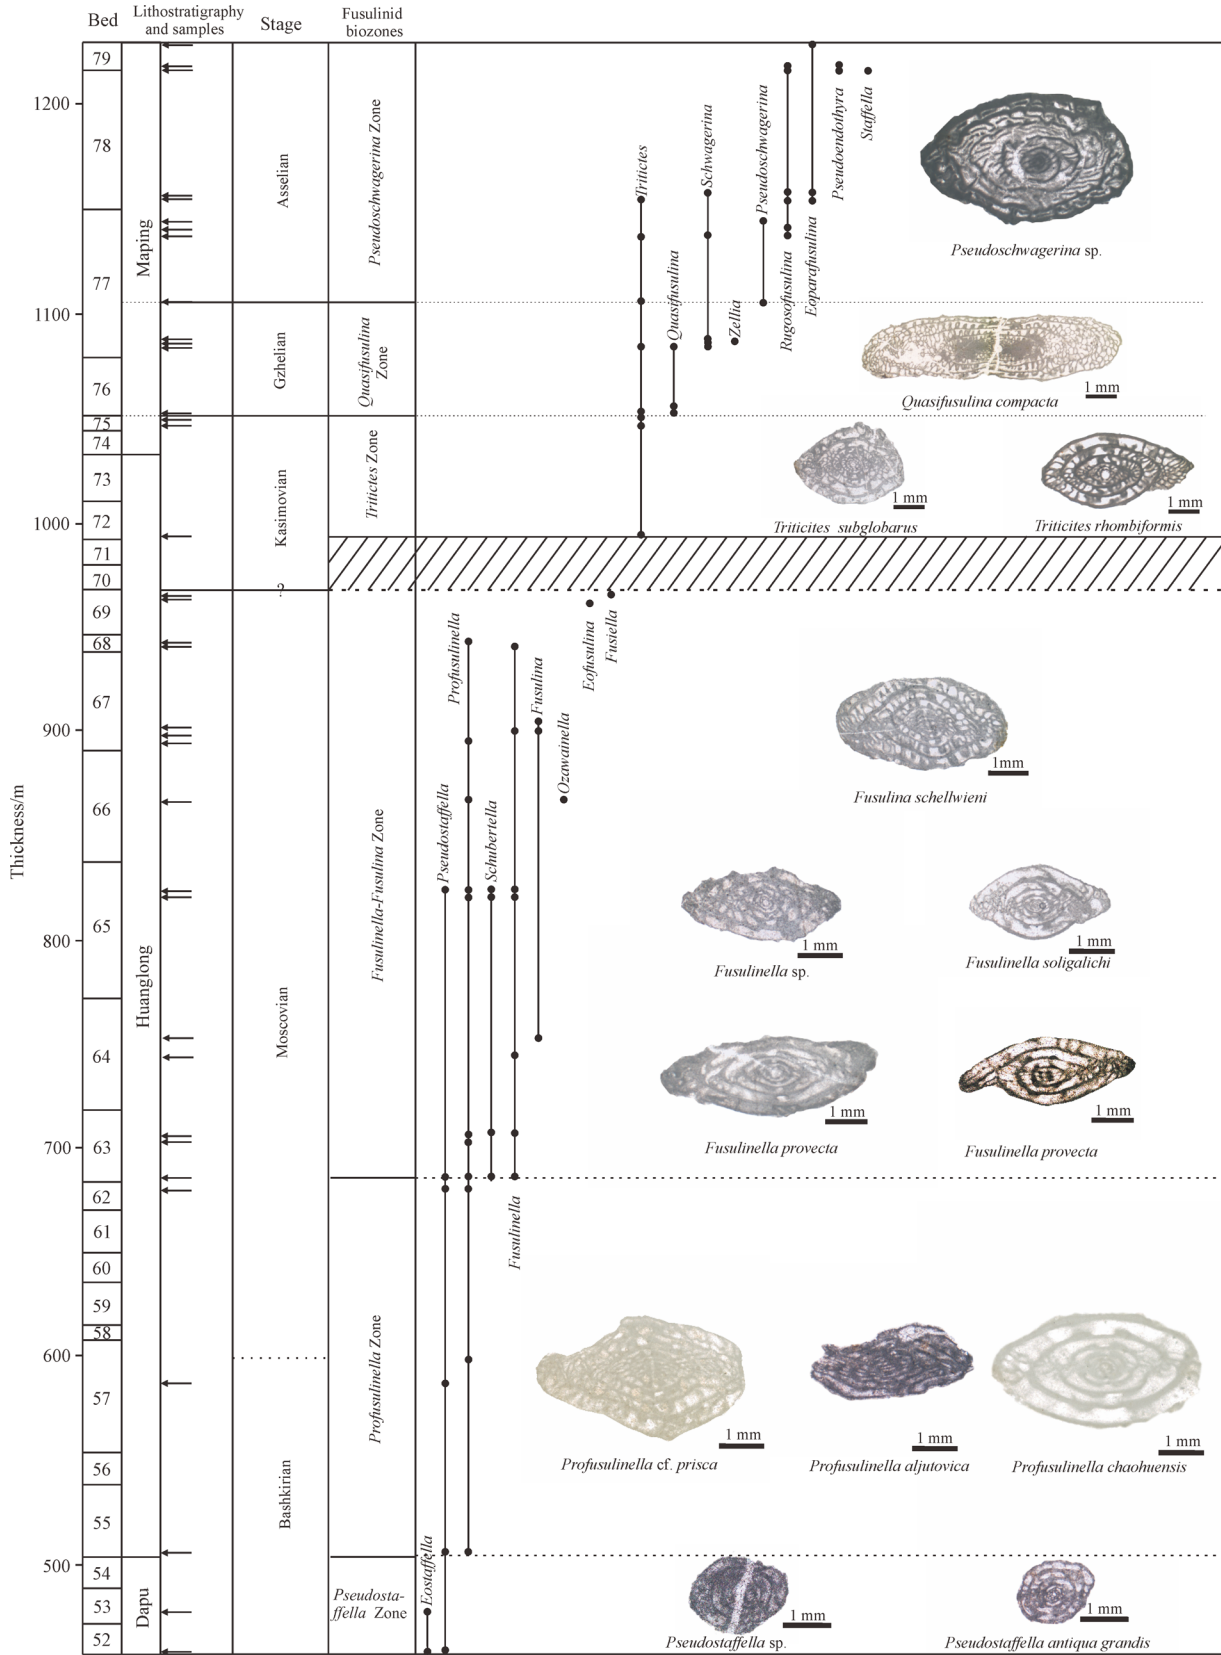 Bed
Lithostratigraphy
and samples
Stage
Fusulinid
biozones
Thickness/m
1200
1100
1000
900
800
700
600
500
79
78
77
76
75
74
73
72
71
70
69
68
67
66
65
64
63
62
61
60
59
58
57
56
55
54
53
52
Maping
Huanglong
Dapu
Asselian
Gzhelian
Kasimovian
?
Moscovian
Bashkirian
Pseudoschwagerina Zone
Quasifusulina
Zone
Tritictes Zone
Fusulinella-Fusulina Zone
Profusulinella Zone
Pseudosta-
ffella Zone
Tritictes
Quasifusulina
Schwagerina
Zellia
Pseudoschwagerina
Rugosofusulina
Eoparafusulina
Pseudoendothyra
Staffella
Pseudoschwagerina sp.
1 mm
Quasifusulina compacta
1 mm
Triticites subglobarus
1 mm
Triticites rhombiformis
Eofusulina
Fusiella
Profusulinella
Fusulina
Ozawainella
Pseudostaffella
Schubertella
Fusulinella
Eostaffella
1mm
Fusulina schellwieni
1 mm
Fusulinella sp.
1 mm
Fusulinella soligalichi
1 mm
Fusulinella provecta
1 mm
Fusulinella provecta
1 mm
Profusulinella cf. prisca
1 mm
Profusulinella aljutovica
1 mm
Profusulinella chaohuensis
1 mm
Pseudostaffella sp.
1 mm
Pseudostaffella antiqua grandis